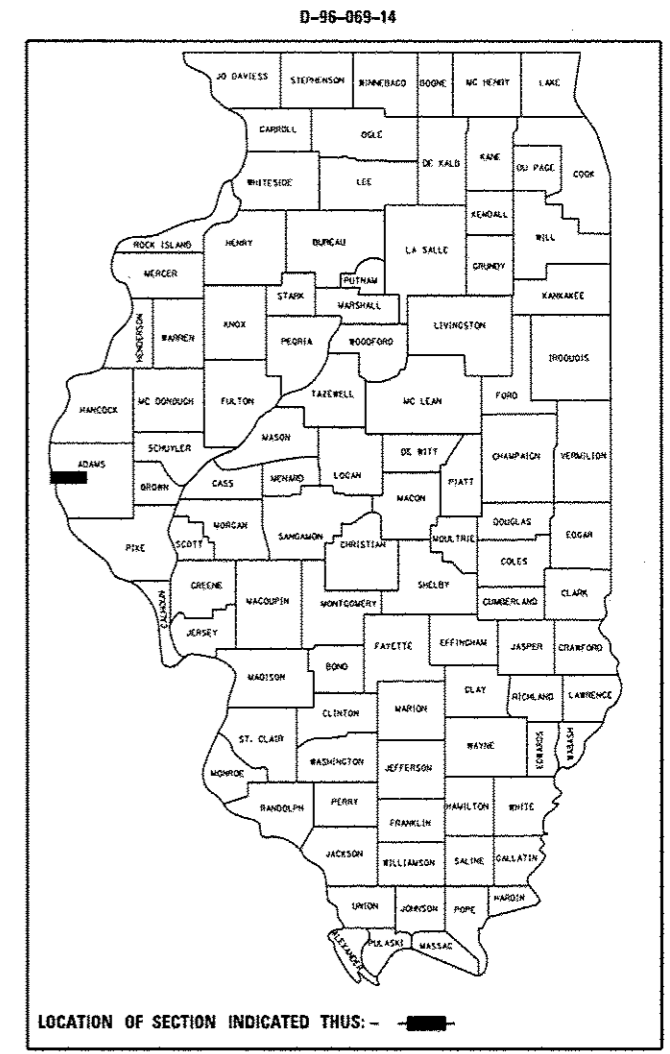 D-96-069-14
JO DAVIESS STEPHENSON WINNEBAGO BOONE MC HENRY LAKE
CARROLL OGLE DE KALB KANE DU PAGE COOK
WHITESIDE LEE KENDALL WILL
ROCK ISLAND HENRY BUREAU LA SALLE GRUNDY
MERCER PUTNAM KANKAKEE
HENDERSON WARREN KNOX STARK MARSHALL LIVINGSTON
PEORIA WOODFORD IROQUOIS
HANCOCK MC DONOUGH FULTON TAZEWELL MC LEAN FORD
SCHUYLER MASON DE WITT CHAMPAIGN VERMILION
ADAMS BROWN CASS MENARD LOGAN PIATT
MACON
PIKE SCOTT MORGAN SANGAMON CHRISTIAN MOULTRIE DOUGLAS EDGAR
COLES
GREENE MACOUPIN MONTGOMERY SHELBY CUMBERLAND CLARK
CALHOUN JERSEY FAYETTE EFFINGHAM JASPER CRAWFORD
MADISON BOND CLAY RICHLAND LAWRENCE
CLINTON MARION
ST. CLAIR WASHINGTON WAYNE EDWARDS WABASH
MONROE JEFFERSON
RANDOLPH PERRY HAMILTON WHITE
FRANKLIN
JACKSON WILLIAMSON SALINE GALLATIN
UNION JOHNSON POPE HARDIN
ALEXANDER PULASKI MASSAC
LOCATION OF SECTION INDICATED THUS: -